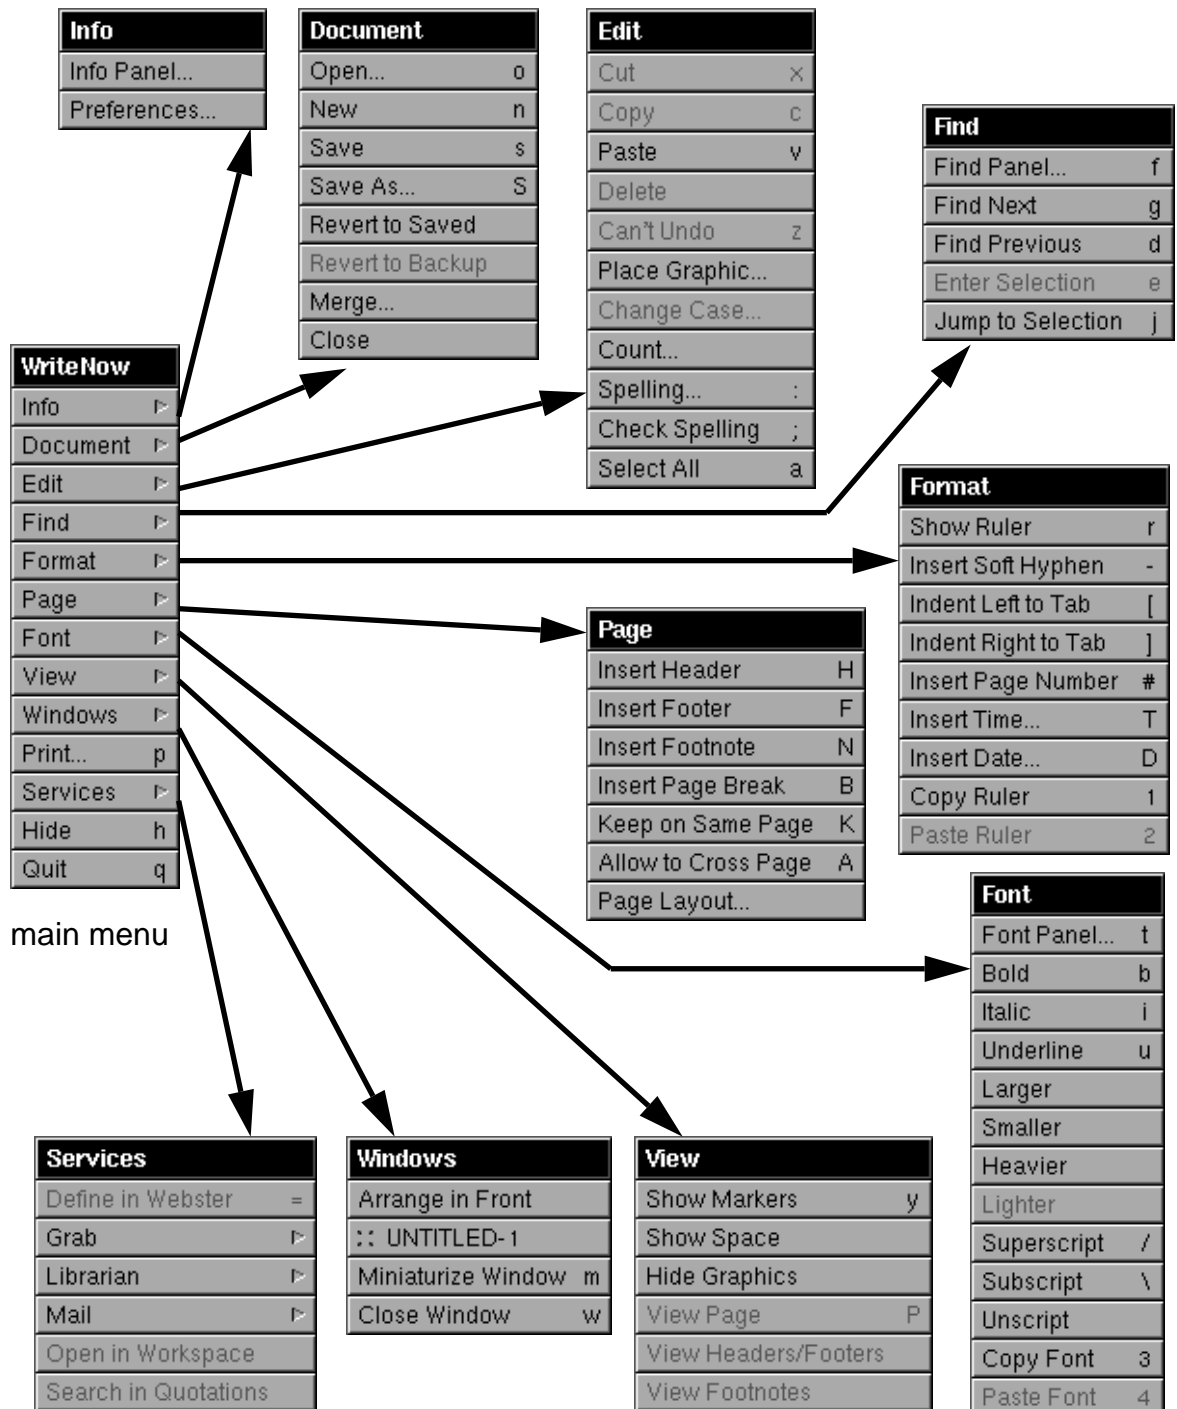 Info
Info Panel...
Preferences...
Document
Open... o
New n
Save s
Save As... S
Revert to Saved
Revert to Backup
Merge...
Close
Edit
Cut x
Copy c
Paste v
Delete
Can't Undo z
Place Graphic...
Change Case...
Count...
Spelling... :
Check Spelling ;
Select All a
Find
Find Panel... f
Find Next g
Find Previous d
Enter Selection e
Jump to Selection j
WriteNow
Info
Document
Edit
Find
Format
Page
Font
View
Windows
Print... p
Services
Hide h
Quit q
main menu
Format
Show Ruler r
Insert Soft Hyphen -
Indent Left to Tab [
Indent Right to Tab ]
Insert Page Number #
Insert Time... T
Insert Date... D
Copy Ruler 1
Paste Ruler 2
Page
Insert Header H
Insert Footer F
Insert Footnote N
Insert Page Break B
Keep on Same Page K
Allow to Cross Page A
Page Layout...
Font
Font Panel... t
Bold b
Italic i
Underline u
Larger
Smaller
Heavier
Lighter
Superscript /
Subscript \
Unscript
Copy Font 3
Paste Font 4
Services
Define in Webster =
Grab
Librarian
Mail
Open in Workspace
Search in Quotations
Windows
Arrange in Front
:: UNTITLED-1
Miniaturize Window m
Close Window w
View
Show Markers y
Show Space
Hide Graphics
View Page P
View Headers/Footers
View Footnotes